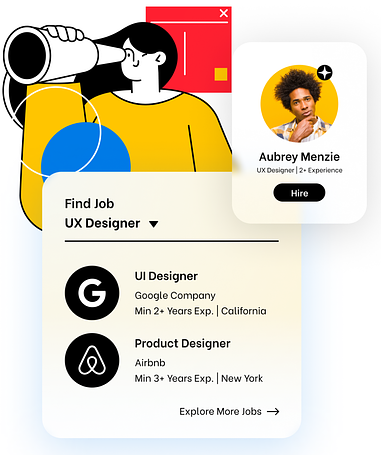 Aubrey Menzie
UX Designer | 2+ Experience
Hire
Find Job
UX Designer
UI Designer
Google Company
Min 2+ Years Exp. | California
Product Designer
Airbnb
Min 3+ Years Exp. | New York
Explore More Jobs →